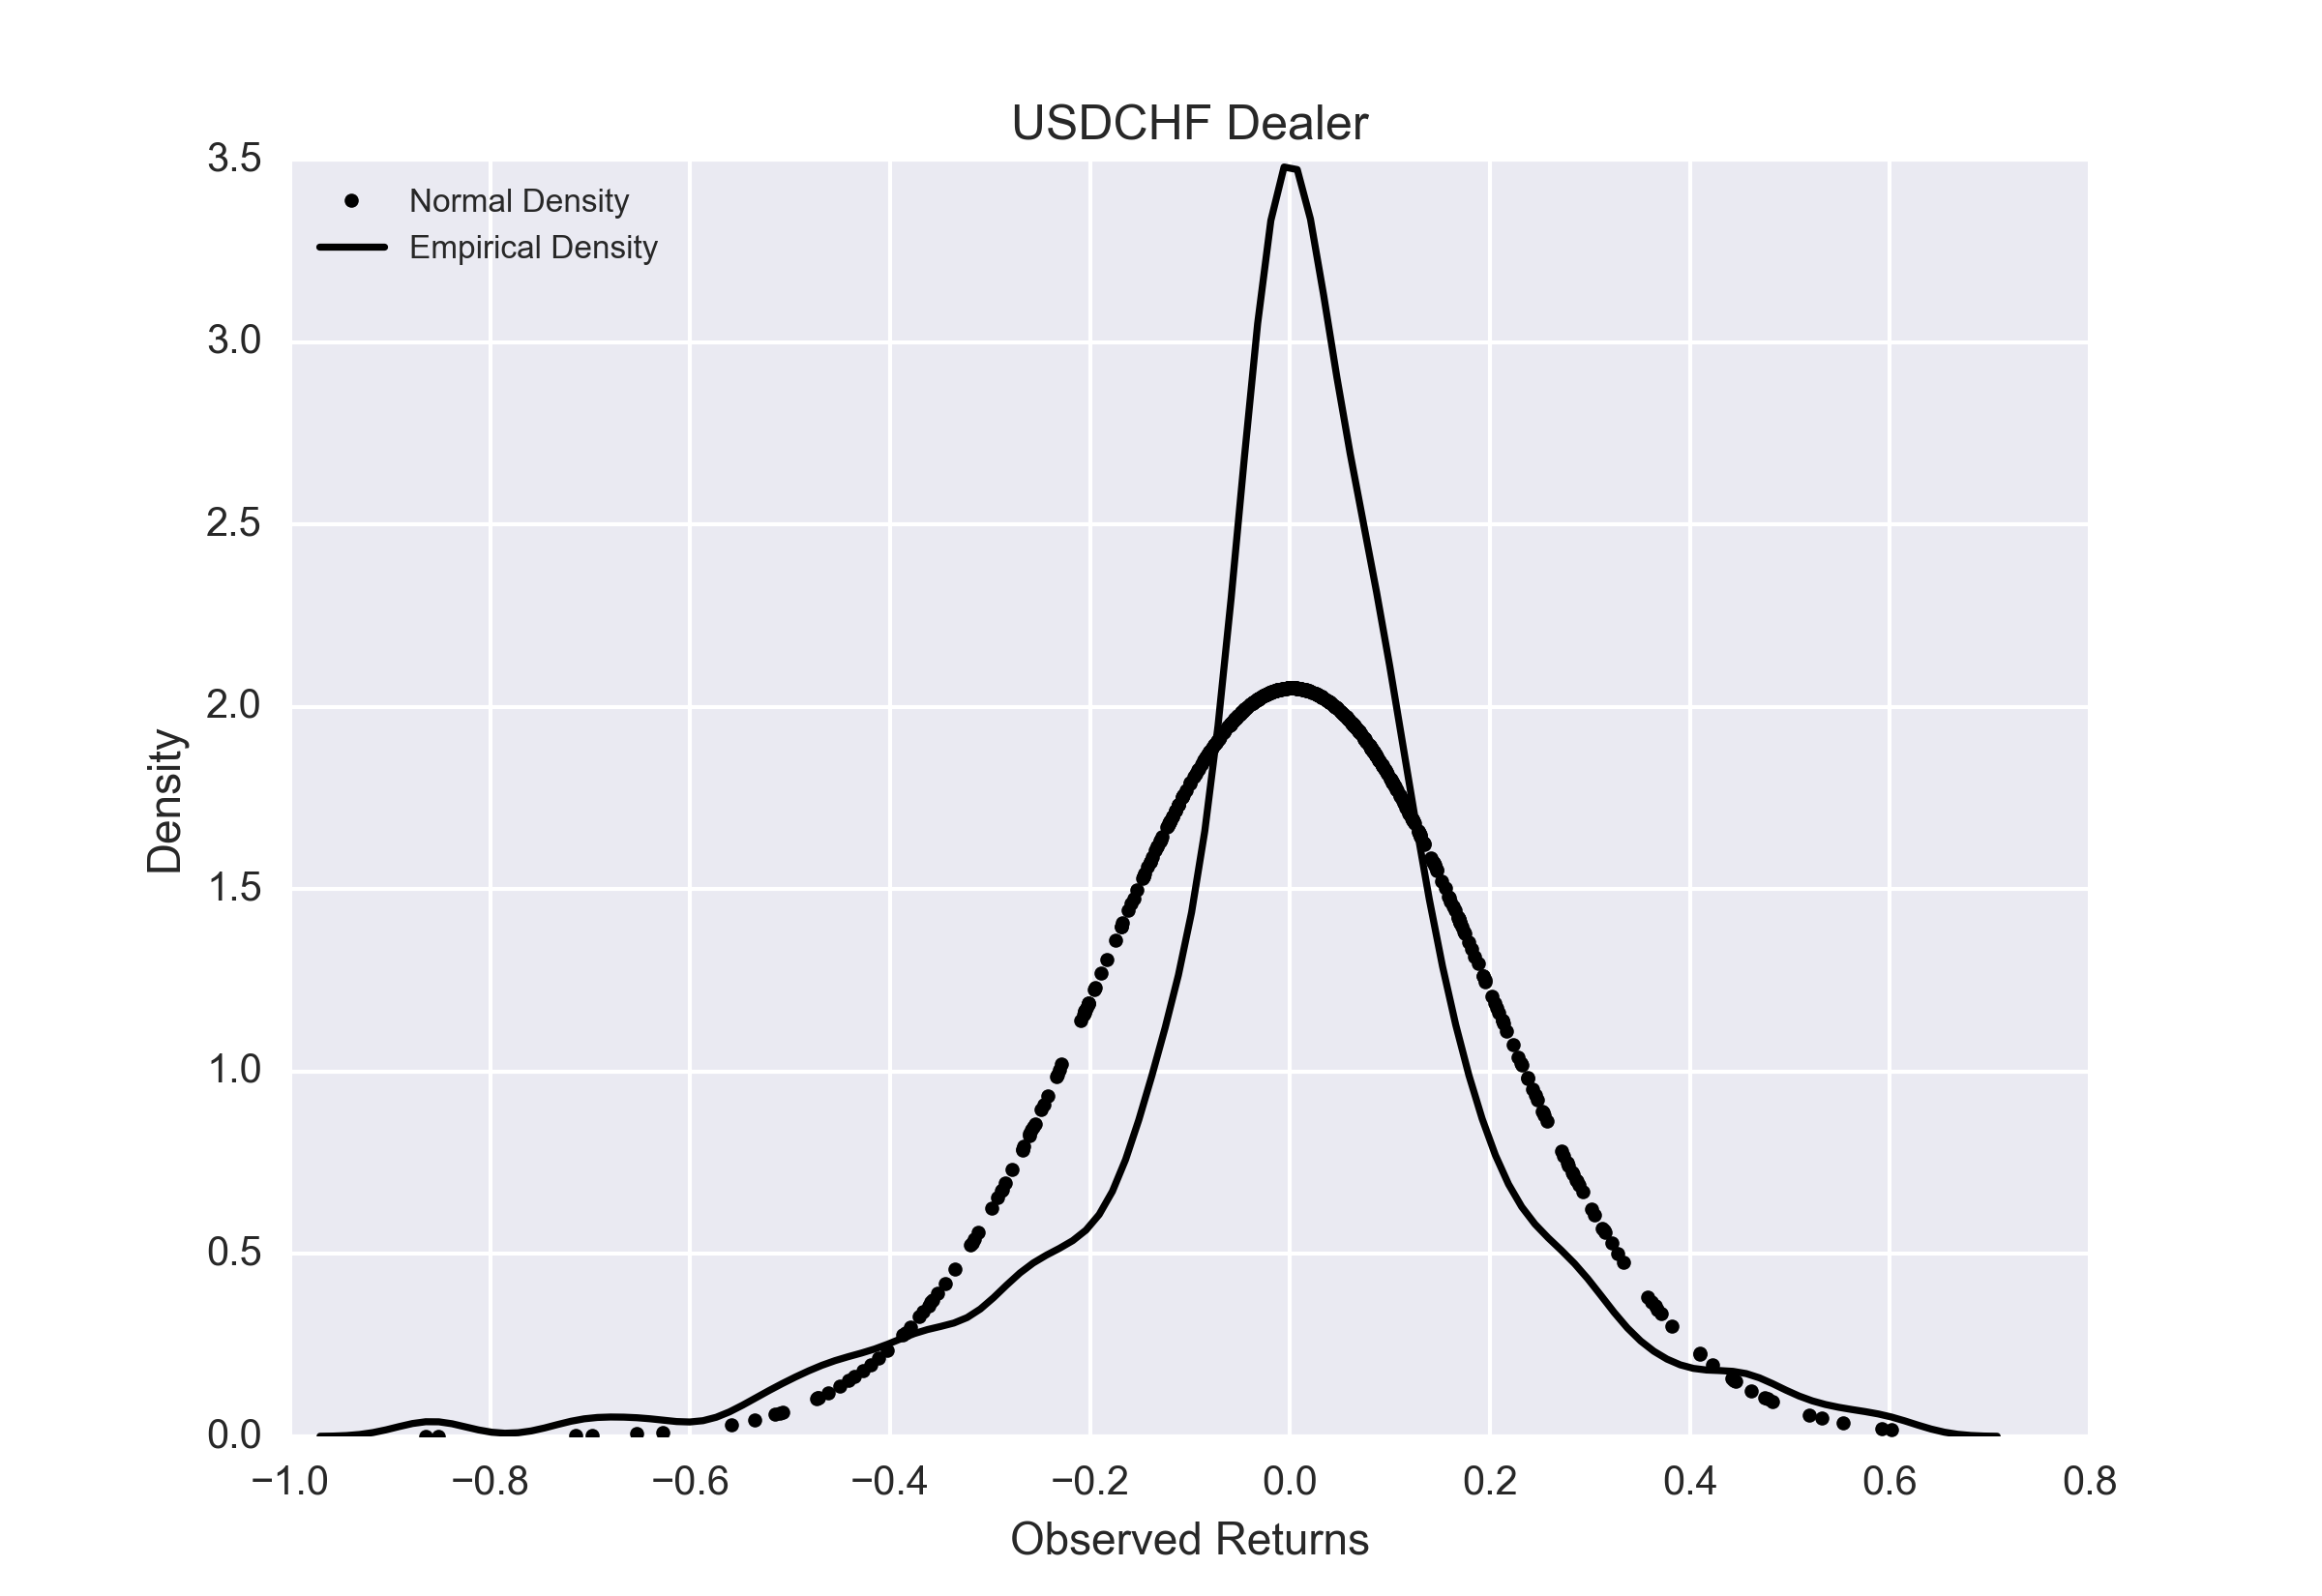 USDCHF Dealer
3.5
3.0
2.5
2.0
1.5
1.0
0.5
0.0
Density
Normal Density
Empirical Density
−1.0 −0.8 −0.6 −0.4 −0.2 0.0 0.2 0.4 0.6 0.8
Observed Returns